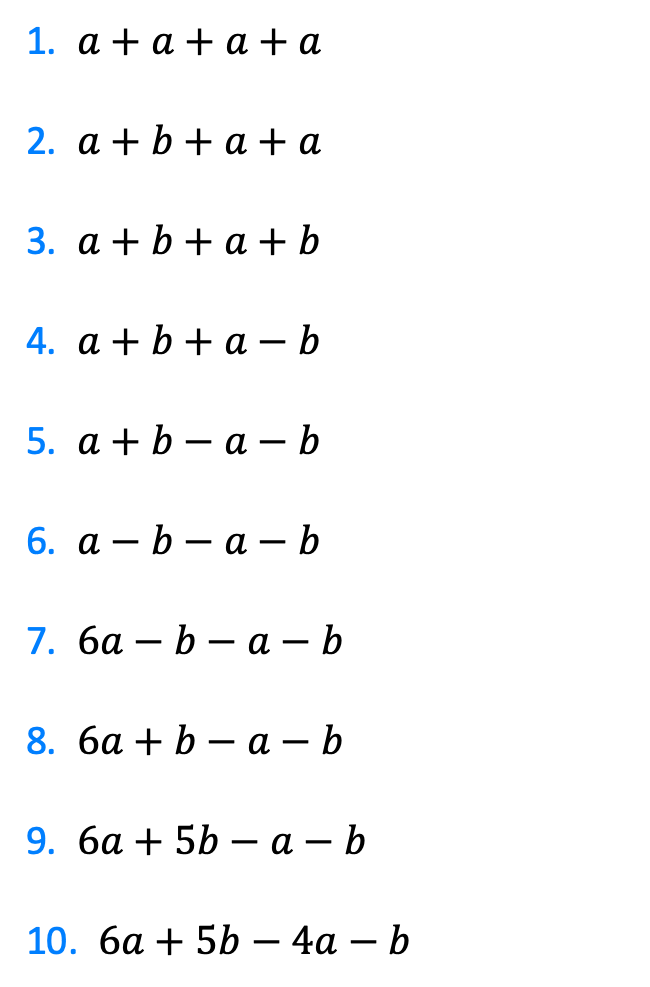 1. a + a + a + a
2. a + b + a + a
3. a + b + a + b
4. a + b + a − b
5. a + b − a − b
6. a − b − a − b
7. 6a − b − a − b
8. 6a + b − a − b
9. 6a + 5b − a − b
10. 6a + 5b − 4a − b